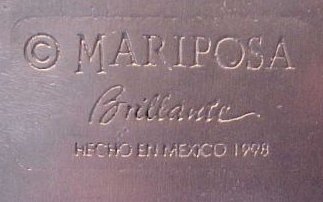 © MARIPOSA
Brillante
HECHO EN MEXICO 1998